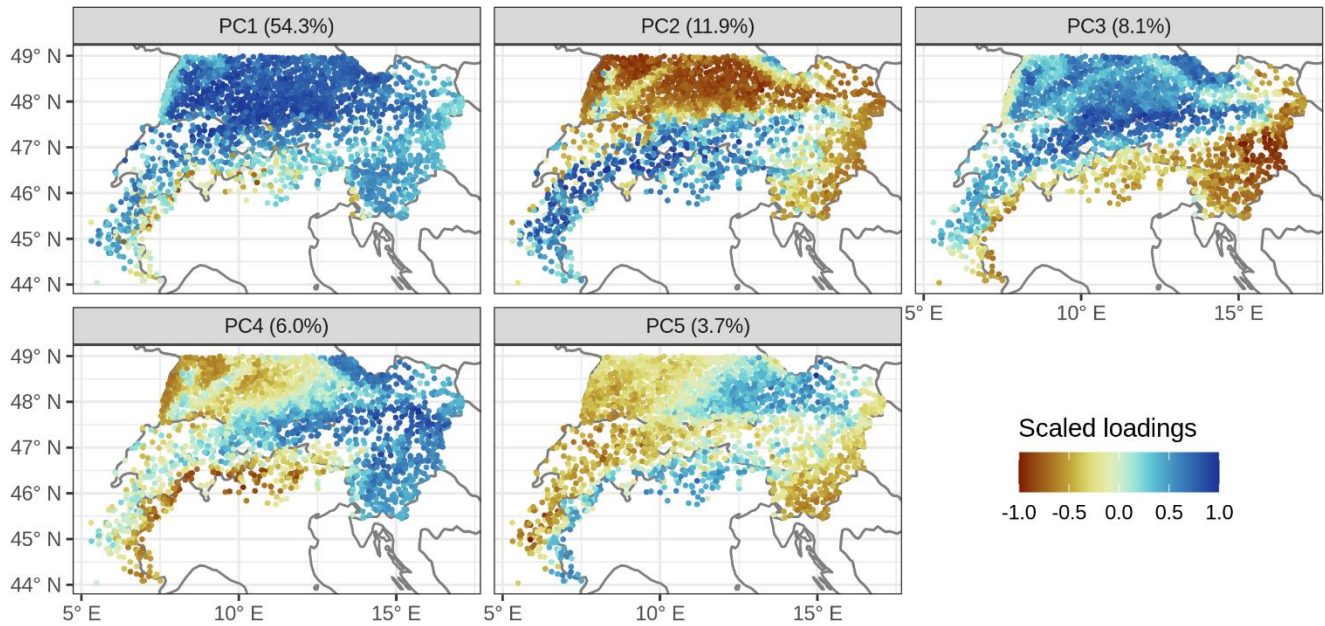 PC1 (54.3%) PC2 (11.9%) PC3 (8.1%)
49° N
48° N
47° N
46° N
45° N
44° N
5° E 10° E 15° E
PC4 (6.0%) PC5 (3.7%)
49° N
48° N
47° N
46° N
45° N
44° N
5° E 10° E 15° E 5° E 10° E 15° E
Scaled loadings
-1.0 -0.5 0.0 0.5 1.0